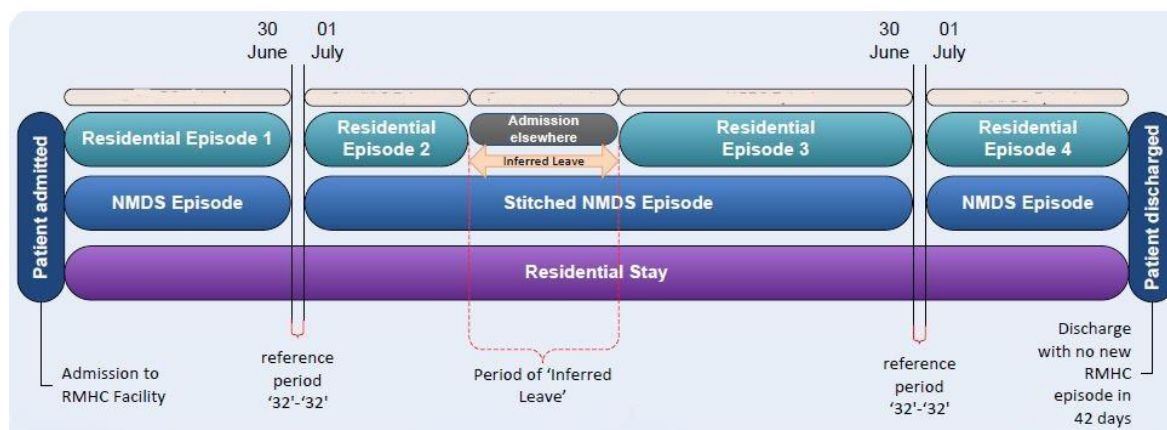 30
June
01
July
30
June
01
July
Patient admitted
Residential Episode 1
Residential
Episode 2
Admission
elsewhere
Inferred Leave
Residential
Episode 3
Residential
Episode 4
Patient discharged
NMDS Episode
Stitched NMDS Episode
NMDS Episode
Residential Stay
Admission to
RMHC Facility
reference
period
‘32'-‘32'
Period of ‘Inferred
Leave’
reference
period
‘32'-‘32'
Discharge
with no new
RMHC
episode in
42 days